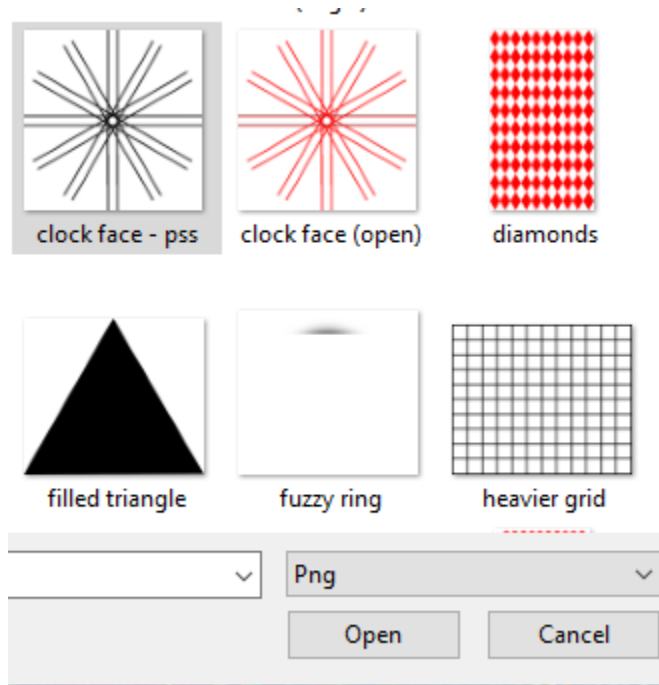 clock face - pss
clock face (open)
diamonds
filled triangle
fuzzy ring
heavier grid
Png
Open
Cancel